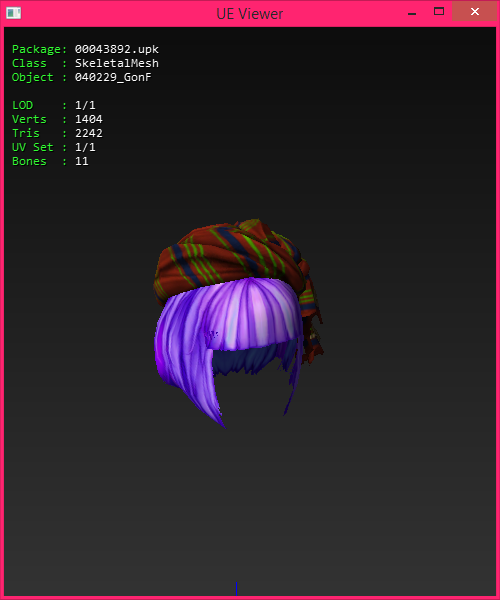 UE Viewer
Package: 00043892.upk
Class  : SkeletalMesh
Object : 040229_GonF
LOD    : 1/1
Verts  : 1404
Tris   : 2242
UV Set : 1/1
Bones  : 11